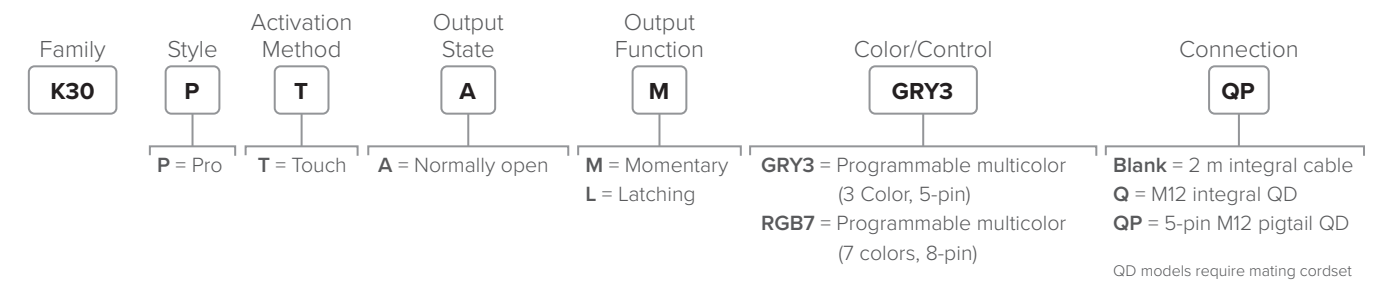 Family
Style
Activation
Method
Output
State
Output
Function
Color/Control
Connection
K30
P
T
A
M
GRY3
QP
P = Pro
T = Touch
A = Normally open
M = Momentary
L = Latching
GRY3 = Programmable multicolor
(3 Color, 5-pin)
RGB7 = Programmable multicolor
(7 colors, 8-pin)
Blank = 2 m integral cable
Q = M12 integral QD
QP = 5-pin M12 pigtail QD
QD models require mating cordset